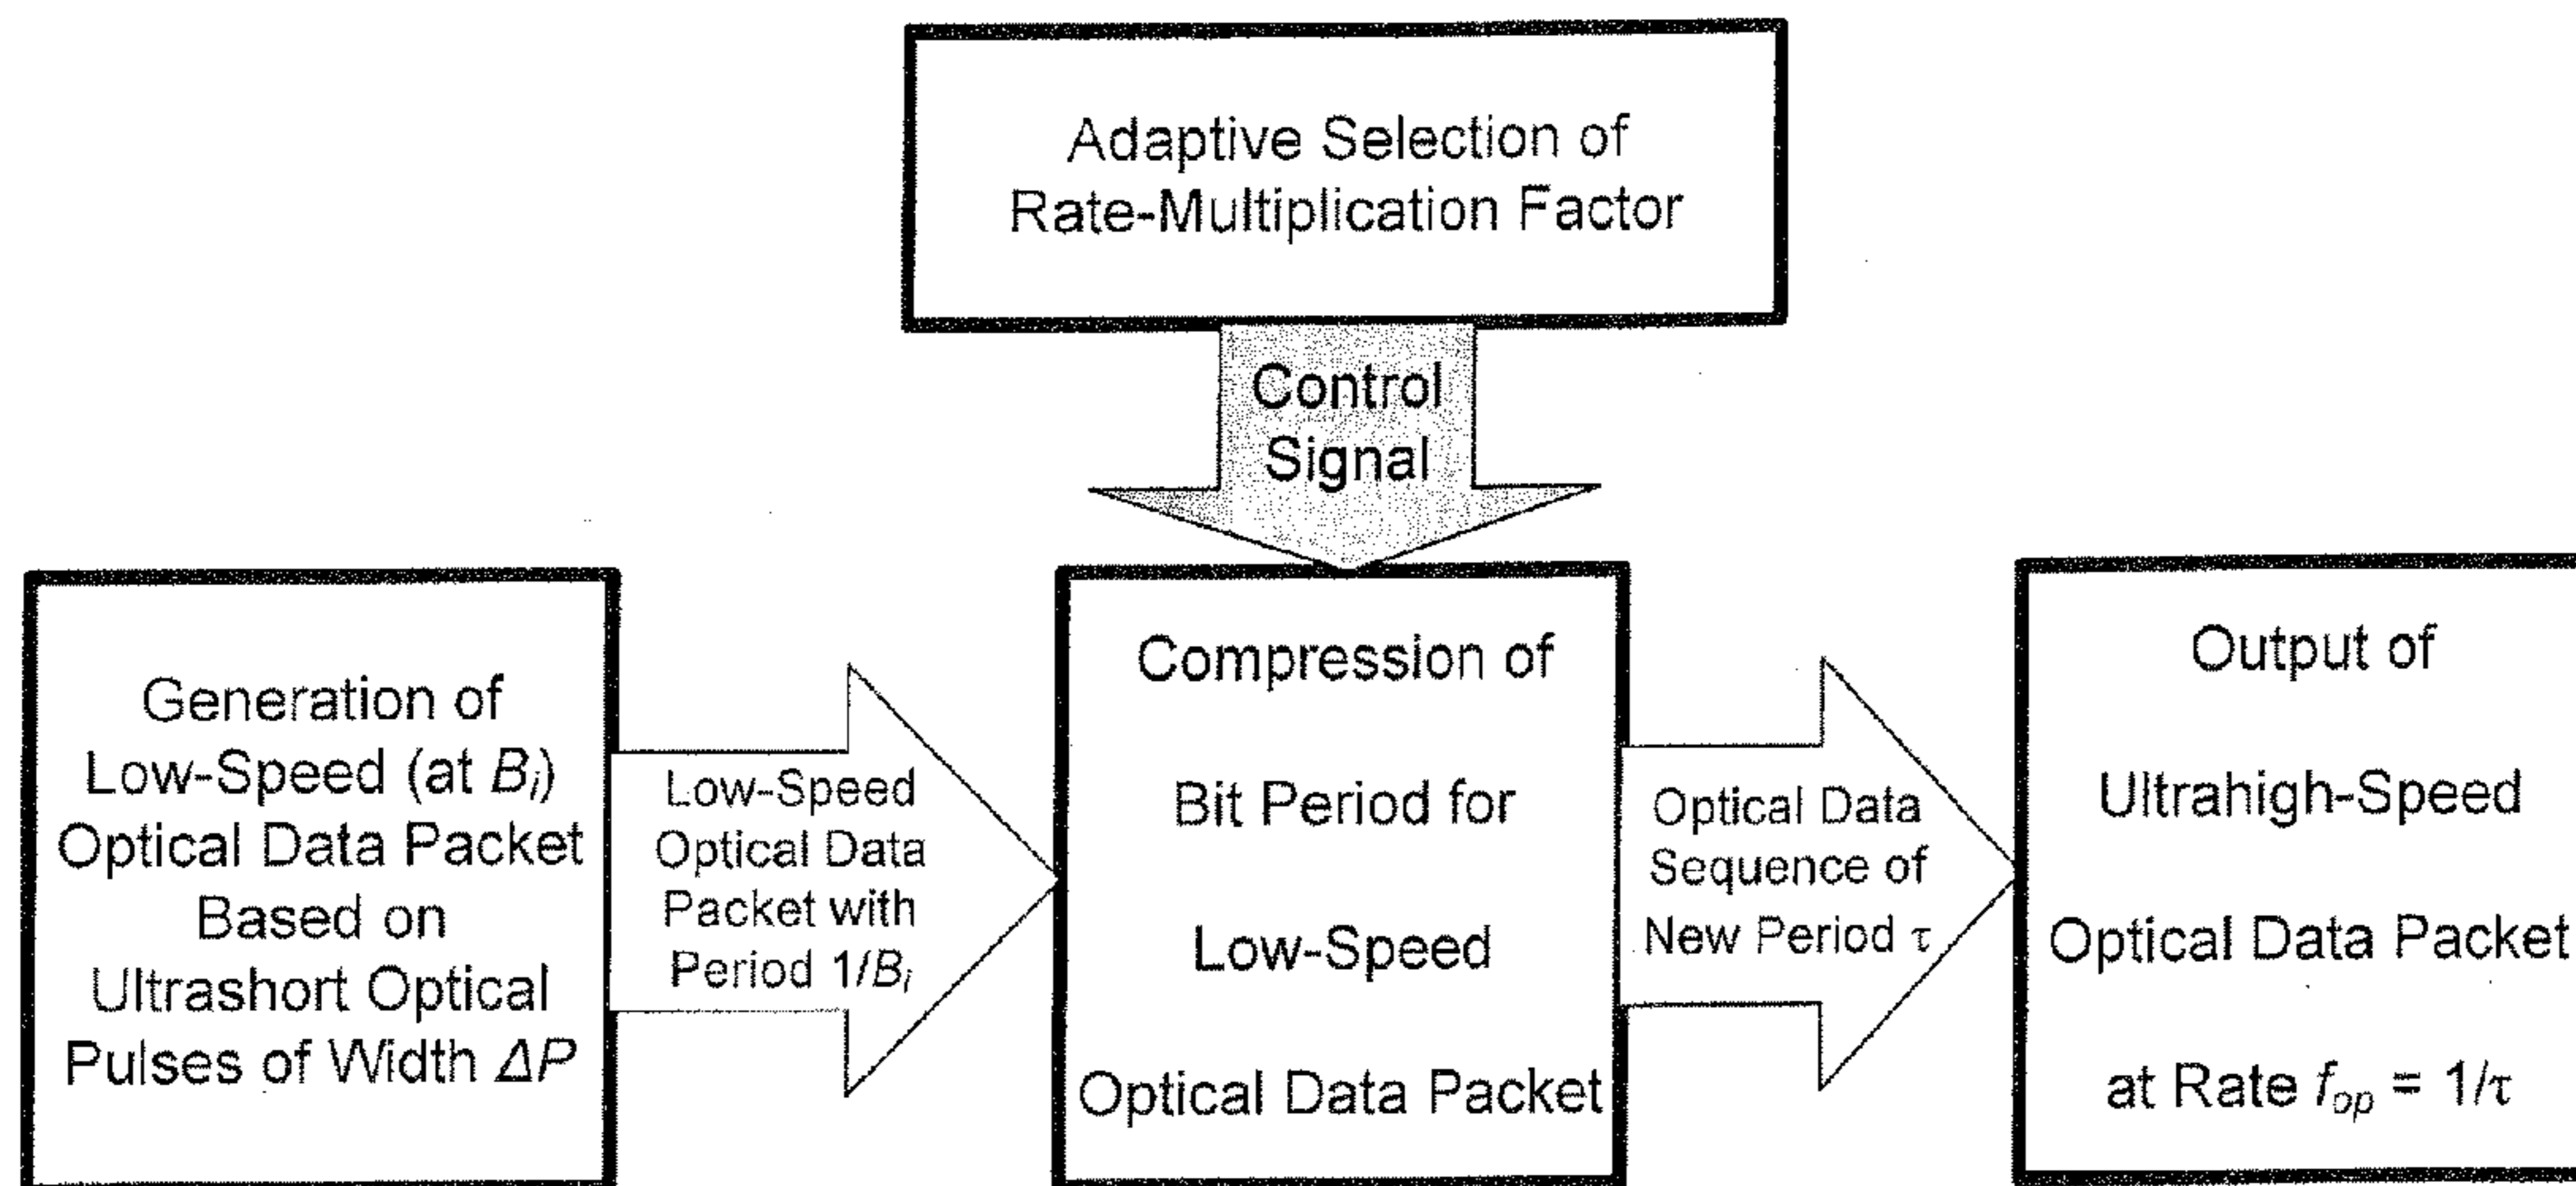 Adaptive Selection of
Rate-Multiplication Factor
Control
Signal
Generation of
Low-Speed (at Bᵢ)
Optical Data Packet
Based on
Ultrashort Optical
Pulses of Width ΔP
Low-Speed
Optical Data
Packet with
Period 1/Bᵢ
Compression of
Bit Period for
Low-Speed
Optical Data Packet
Optical Data
Sequence of
New Period τ
Output of
Ultrahigh-Speed
Optical Data Packet
at Rate fₒₚ = 1/τ